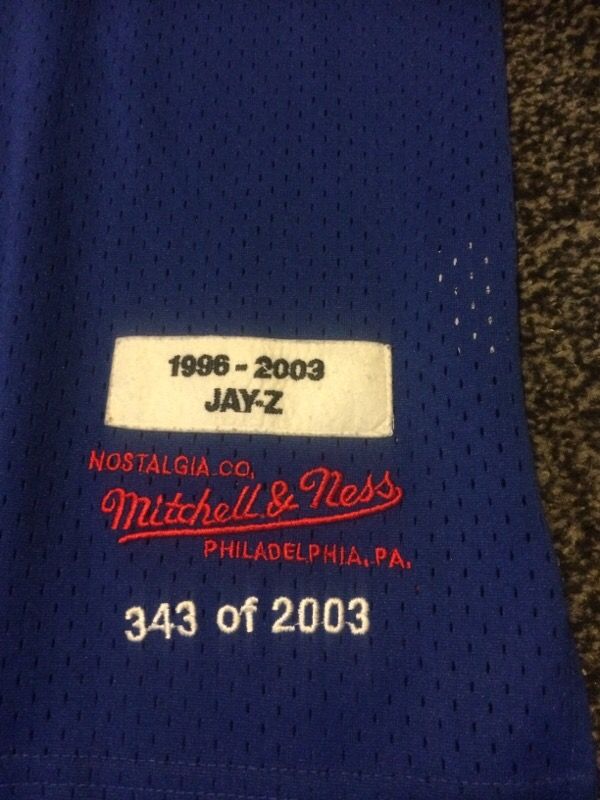 1996 - 2003
JAY-Z
NOSTALGIA.CO,
Mitchell & Ness
PHILADELPHIA, PA.
343 of 2003